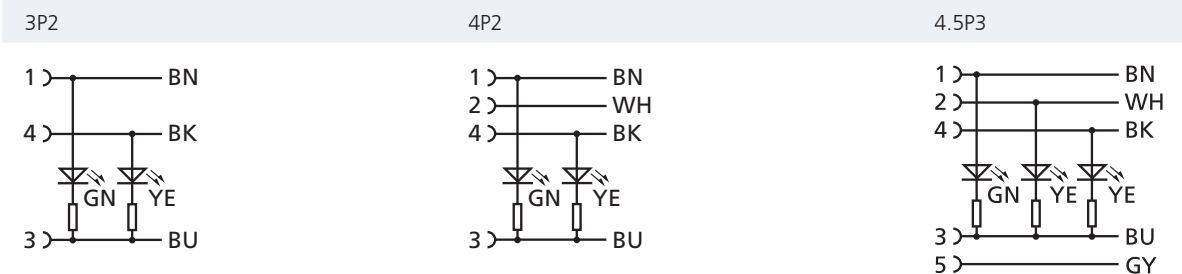 3P2
1 BN
4 BK
GN YE
3 BU
4P2
1 BN
2 WH
4 BK
GN YE
3 BU
4.5P3
1 BN
2 WH
4 BK
GN YE YE
3 BU
5 GY